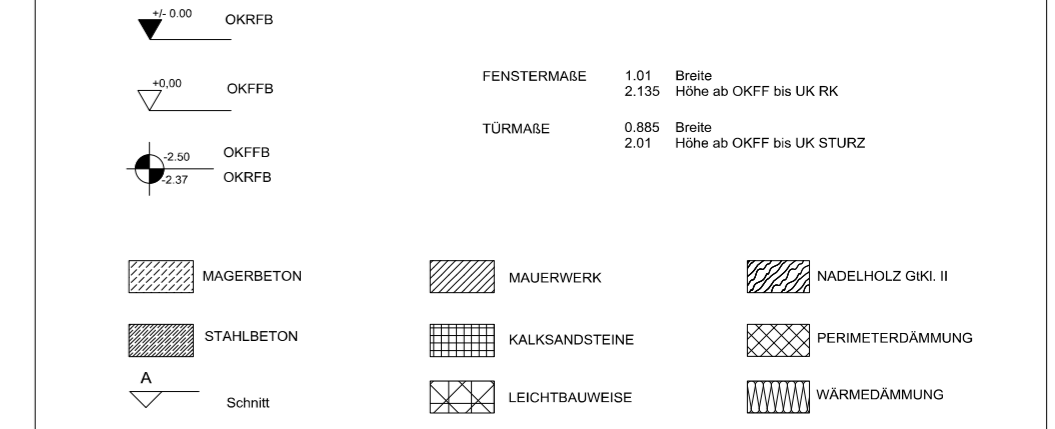 +/- 0.00 OKRFB
+0,00 OKFFB
-2.50 OKFFB
-2.37 OKRFB
FENSTERMAßE 1.01 Breite
2.135 Höhe ab OKFF bis UK RK
TÜRMAßE 0.885 Breite
2.01 Höhe ab OKFF bis UK STURZ
MAGERBETON
MAUERWERK
NADELHOLZ GtKl. II
STAHLBETON
KALKSANDSTEINE
PERIMETERDÄMMUNG
A
Schnitt
LEICHTBAUWEISE
WÄRMEDÄMMUNG